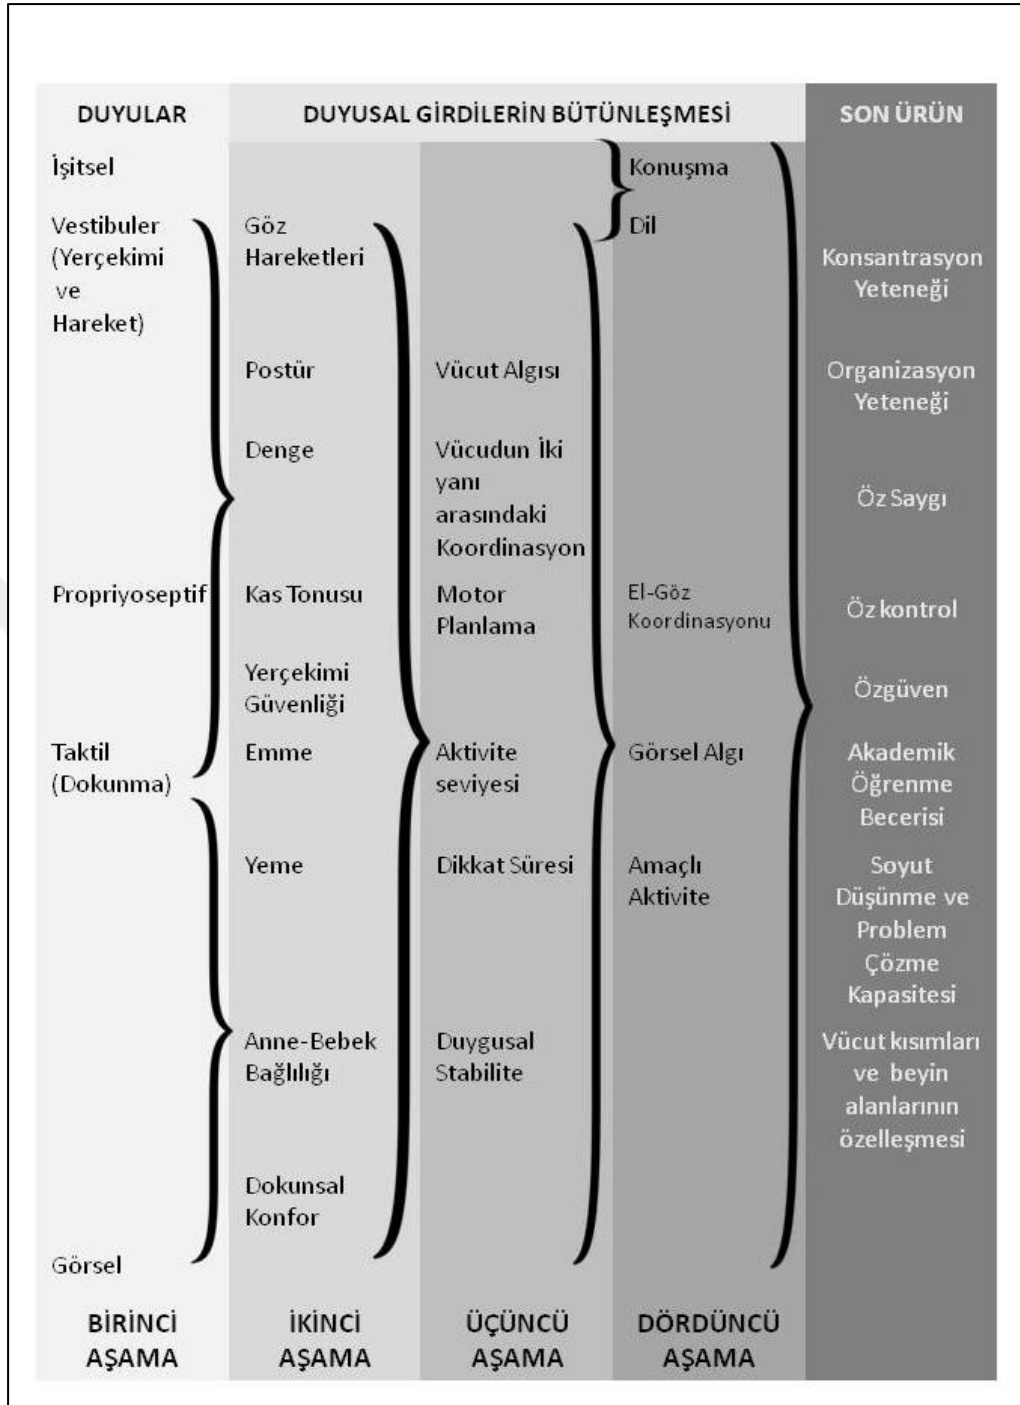 DUYULAR
DUYUSAL GİRDİLERİN BÜTÜNLEŞMESİ
SON ÜRÜN
İşitsel
Vestibuler
(Yerçekimi
ve
Hareket)
Propriyoseptif
Taktil
(Dokunma)
Görsel
BİRİNCİ
AŞAMA
Göz
Hareketleri
Postür
Denge
Kas Tonusu
Yerçekimi
Güvenliği
Emme
Yeme
Anne-Bebek
Bağlılığı
Dokunsal
Konfor
İKİNCİ
AŞAMA
Vücut Algısı
Vücudun İki
yanı
arasındaki
Koordinasyon
Motor
Planlama
Aktivite
seviyesi
Dikkat Süresi
Duygusal
Stabilite
ÜÇÜNCÜ
AŞAMA
Konuşma
Dil
El-Göz
Koordinasyonu
Görsel Algı
Amaçlı
Aktivite
DÖRDÜNCÜ
AŞAMA
Konsantrasyon
Yeteneği
Organizasyon
Yeteneği
Öz Saygı
Öz kontrol
Özgüven
Akademik
Öğrenme
Becerisi
Soyut
Düşünme ve
Problem
Çözme
Kapasitesi
Vücut kısımları
ve beyin
alanlarının
özelleşmesi